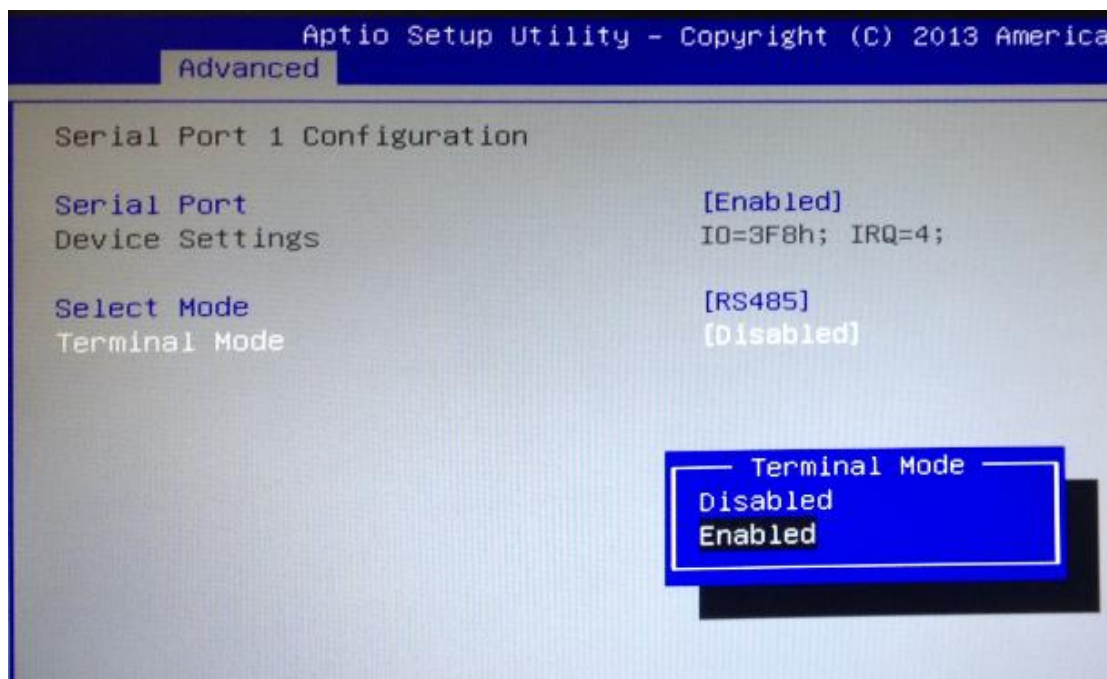 Aptio Setup Utility – Copyright (C) 2013 America
Advanced
Serial Port 1 Configuration
Serial Port [Enabled]
Device Settings IO=3F8h; IRQ=4;
Select Mode [RS485]
Terminal Mode [Disabled]
Terminal Mode
Disabled
Enabled